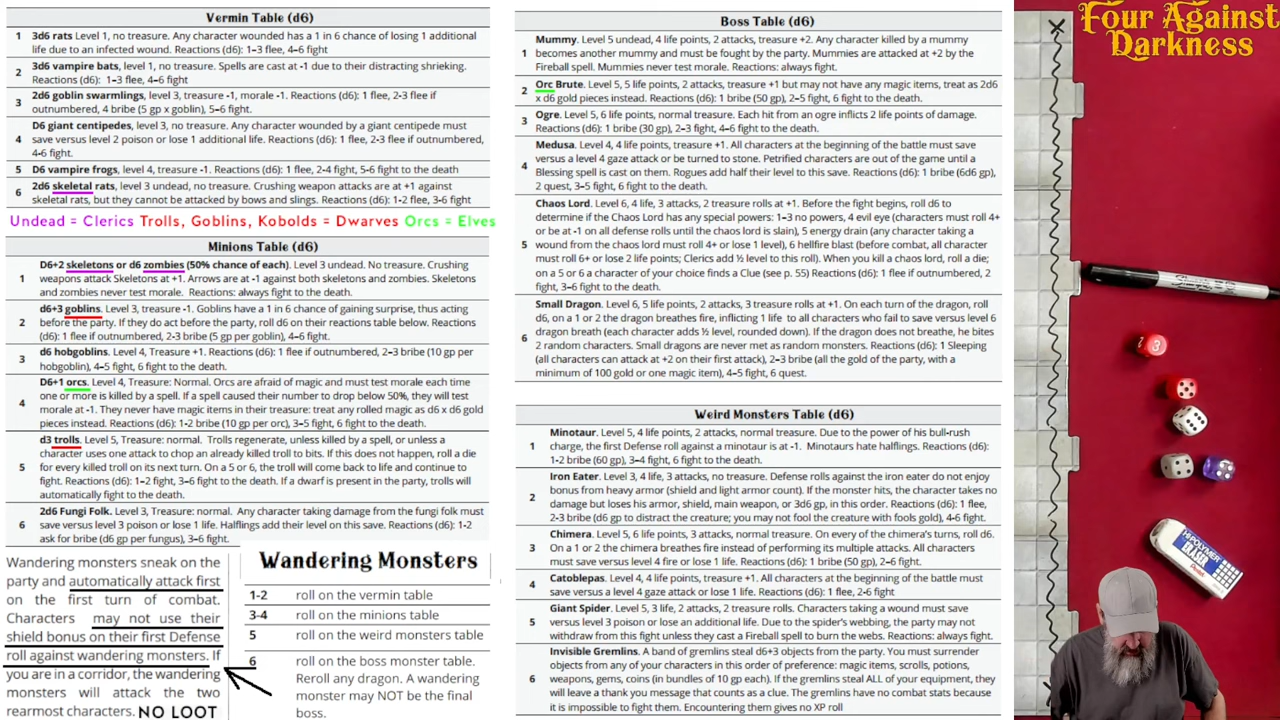 Vermin Table (d6)
1 3d6 rats Level 1, no treasure. Any character wounded has a 1 in 6 chance of losing 1 additional
life due to an infected wound. Reactions (d6): 1–3 flee, 4–6 fight
2 3d6 vampire bats, level 1, no treasure. Spells are cast at -1 due to their distracting shrieking.
Reactions (d6): 1–3 flee, 4–6 fight
3 2d6 goblin swarmlings, level 3, treasure -1, morale -1. Reactions (d6): 1 flee, 2-3 flee if
outnumbered, 4 bribe (5 gp x goblin), 5–6 fight.
4 D6 giant centipedes, level 3, no treasure. Any character wounded by a giant centipede must
save versus level 2 poison or lose 1 additional life. Reactions (d6): 1 flee, 2-3 flee if outnumbered,
4–6 fight.
5 D6 vampire frogs, level 4, treasure -1. Reactions (d6): 1 flee, 2-4 fight, 5-6 fight to the death
6 2d6 skeletal rats, level 3 undead, no treasure. Crushing weapon attacks are at +1 against
skeletal rats, but they cannot be attacked by bows and slings. Reactions (d6): 1-2 flee, 3-6 fight
Undead = Clerics Trolls, Goblins, Kobolds = Dwarves Orcs = Elves
Minions Table (d6)
1 D6+2 skeletons or d6 zombies (50% chance of each). Level 3 undead. No treasure. Crushing
weapons attack Skeletons at +1. Arrows are at -1 against both skeletons and zombies. Skeletons
and zombies never test morale. Reactions: always fight to the death.
2 d6+3 goblins. Level 3, treasure -1. Goblins have a 1 in 6 chance of gaining surprise, thus acting
before the party. If they do act before the party, roll d6 on their reactions table below. Reactions
(d6): 1 flee if outnumbered, 2–3 bribe (5 gp per goblin), 4–6 fight.
3 d6 hobgoblins. Level 4, Treasure +1. Reactions (d6): 1 flee if outnumbered, 2–3 bribe (10 gp per
hobgoblin), 4–5 fight, 6 fight to the death.
4 D6+1 orcs. Level 4, Treasure: Normal. Orcs are afraid of magic and must test morale each time
one or more is killed by a spell. If a spell caused their number to drop below 50%, they will test
morale at -1. They never have magic items in their treasure: treat any rolled magic as d6 x d6 gold
pieces instead. Reactions (d6): 1-2 bribe (10 gp per orc), 3–5 fight, 6 fight to the death.
5 d3 trolls. Level 5, Treasure: normal. Trolls regenerate, unless killed by a spell, or unless a
character uses one attack to chop an already killed troll to bits. If this does not happen, roll a die
for every killed troll on its next turn. On a 5 or 6, the troll will come back to life and continue to
fight. Reactions (d6): 1–2 fight, 3–6 fight to the death. If a dwarf is present in the party, trolls will
automatically fight to the death.
6 2d6 Fungi Folk. Level 3, Treasure: normal. Any character taking damage from the fungi folk must
save versus level 3 poison or lose 1 life. Halflings add their level on this save. Reactions (d6): 1-2
ask for bribe (d6 gp per fungus), 3–6 fight.
Wandering monsters sneak on the
party and automatically attack first
on the first turn of combat.
Characters may not use their
shield bonus on their first Defense
roll against wandering monsters. If
you are in a corridor, the wandering
monsters will attack the two
rearmost characters. NO LOOT
Wandering Monsters
1-2 roll on the vermin table
3-4 roll on the minions table
5 roll on the weird monsters table
6 roll on the boss monster table.
Reroll any dragon. A wandering
monster may NOT be the final
boss.
Boss Table (d6)
1 Mummy. Level 5 undead, 4 life points, 2 attacks, treasure +2. Any character killed by a mummy
becomes another mummy and must be fought by the party. Mummies are attacked at +2 by the
Fireball spell. Mummies never test morale. Reactions: always fight.
2 Orc Brute. Level 5, 5 life points, 2 attacks, treasure +1 but may not have any magic items, treat as 2d6
x d6 gold pieces instead. Reactions (d6): 1 bribe (50 gp), 2–5 fight, 6 fight to the death.
3 Ogre. Level 5, 6 life points, normal treasure. Each hit from an ogre inflicts 2 life points of damage.
Reactions (d6): 1 bribe (30 gp), 2–3 fight, 4–6 fight to the death.
4 Medusa. Level 4, 4 life points, treasure +1. All characters at the beginning of the battle must save
versus a level 4 gaze attack or be turned to stone. Petrified characters are out of the game until a
Blessing spell is cast on them. Rogues add half their level to this save. Reactions (d6): 1 bribe (6d6 gp),
2 quest, 3–5 fight, 6 fight to the death.
5 Chaos Lord. Level 6, 4 life, 3 attacks, 2 treasure rolls at +1. Before the fight begins, roll d6 to
determine if the Chaos Lord has any special powers: 1–3 no powers, 4 evil eye (characters must roll 4+
or be at -1 on all defense rolls until the chaos lord is slain), 5 energy drain (any character taking a
wound from the chaos lord must roll 4+ or lose 1 level), 6 hellfire blast (before combat, all character
must roll 6+ or lose 2 life points; Clerics add ½ level to this roll). When you kill a chaos lord, roll a die;
on a 5 or 6 a character of your choice finds a Clue (see p. 55) Reactions (d6): 1 flee if outnumbered, 2
fight, 3–6 fight to the death.
6 Small Dragon. Level 6, 5 life points, 2 attacks, 3 treasure rolls at +1. On each turn of the dragon, roll
d6, on a 1 or 2 the dragon breathes fire, inflicting 1 life to all characters who fail to save versus level 6
dragon breath (each character adds ½ level, rounded down). If the dragon does not breathe, he bites
2 random characters. Small dragons are never met as random monsters. Reactions (d6): 1 Sleeping
(all characters can attack at +2 on their first attack), 2–3 bribe (all the gold of the party, with a
minimum of 100 gold or one magic item), 4–5 fight, 6 quest.
Weird Monsters Table (d6)
1 Minotaur. Level 5, 4 life points, 2 attacks, normal treasure. Due to the power of his bull-rush
charge, the first Defense roll against a minotaur is at -1. Minotaurs hate halflings. Reactions (d6):
1-2 bribe (60 gp), 3–4 fight, 6 fight to the death.
2 Iron Eater. Level 3, 4 life, 3 attacks, no treasure. Defense rolls against the iron eater do not enjoy
bonus from heavy armor (shield and light armor count). If the monster hits, the character takes no
damage but loses his armor, shield, main weapon, or 3d6 gp, in this order. Reactions (d6): 1 flee,
2–3 bribe (d6 gp to distract the creature; you may not fool the creature with fools gold), 4–6 fight.
3 Chimera. Level 5, 6 life points, 3 attacks, normal treasure. On every of the chimera's turns, roll d6.
On a 1 or 2 the chimera breathes fire instead of performing its multiple attacks. All characters
must save versus level 4 fire or lose 1 life. Reactions (d6): 1 bribe (50 gp), 2–6 fight.
4 Catoblepas. Level 4, 4 life points, treasure +1. All characters at the beginning of the battle must
save versus a level 4 gaze attack or lose 1 life. Reactions (d6): 1 flee, 2-6 fight
5 Giant Spider. Level 5, 3 life, 2 attacks, 2 treasure rolls. Characters taking a wound must save
versus level 3 poison or lose an additional life. Due to the spider's webbing, the party may not
withdraw from this fight unless they cast a Fireball spell to burn the webs. Reactions: always fight.
6 Invisible Gremlins. A band of gremlins steal d6+3 objects from the party. You must surrender
objects from any of your characters in this order of preference: magic items, scrolls, potions,
weapons, gems, coins (in bundles of 10 gp each). If the gremlins steal ALL of your equipment, they
will leave a thank you message that counts as a clue. The gremlins have no combat stats because
it is impossible to fight them. Encountering them gives no XP roll
Four Against
Darkness
3